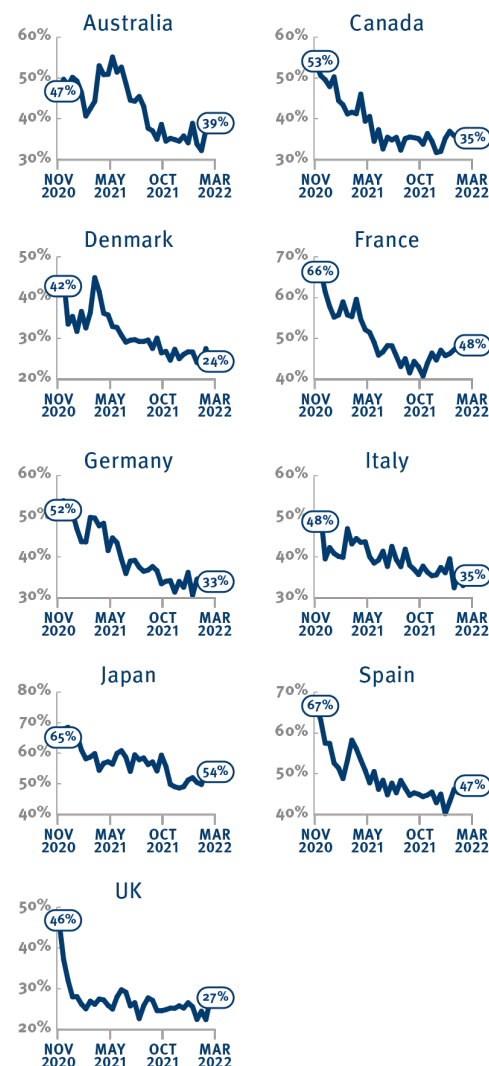 Australia
60%
50%
40%
30%
47%
39%
NOV 2020
MAY 2021
OCT 2021
MAR 2022
Canada
60%
50%
40%
30%
53%
35%
NOV 2020
MAY 2021
OCT 2021
MAR 2022
Denmark
50%
40%
30%
20%
42%
24%
NOV 2020
MAY 2021
OCT 2021
MAR 2022
France
70%
60%
50%
40%
66%
48%
NOV 2020
MAY 2021
OCT 2021
MAR 2022
Germany
60%
50%
40%
30%
52%
33%
NOV 2020
MAY 2021
OCT 2021
MAR 2022
Italy
60%
50%
40%
30%
48%
35%
NOV 2020
MAY 2021
OCT 2021
MAR 2022
Japan
80%
70%
60%
50%
40%
65%
54%
NOV 2020
MAY 2021
OCT 2021
MAR 2022
Spain
70%
60%
50%
40%
67%
47%
NOV 2020
MAY 2021
OCT 2021
MAR 2022
UK
50%
40%
30%
20%
46%
27%
NOV 2020
MAY 2021
OCT 2021
MAR 2022